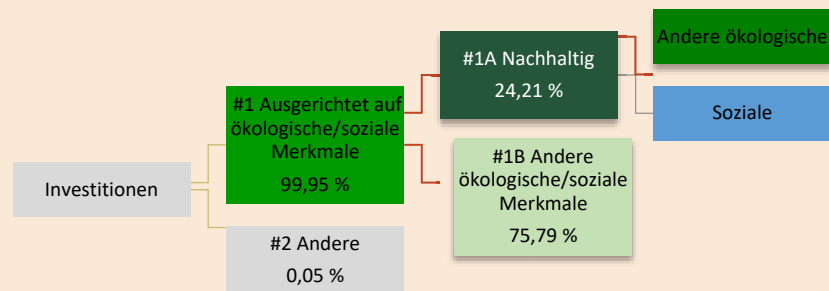 Investitionen
#1 Ausgerichtet auf
ökologische/soziale
Merkmale
99,95 %
#2 Andere
0,05 %
#1A Nachhaltig
24,21 %
#1B Andere
ökologische/soziale
Merkmale
75,79 %
Andere ökologische
Soziale